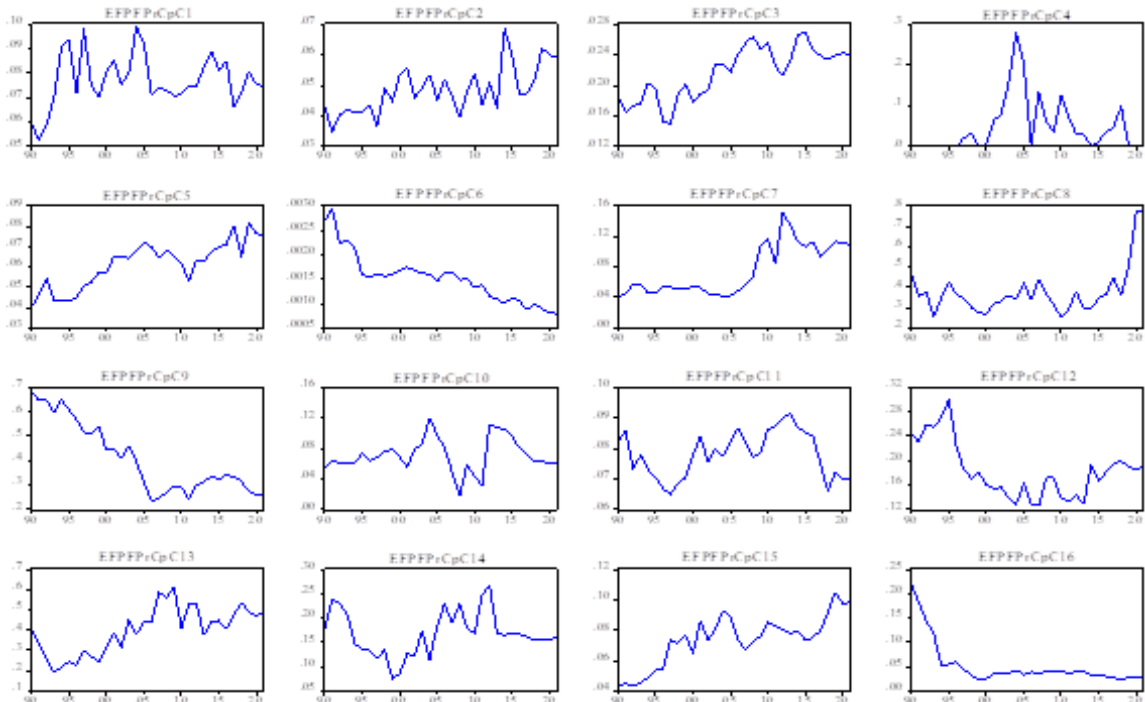 EFPFPrCpC1
.10
.09
.08
.07
.06
.05
90 95 00 05 10 15 20
EFPFPrCpC2
.07
.06
.05
.04
.03
90 95 00 05 10 15 20
EFPFPrCpC3
.028
.024
.020
.016
.012
90 95 00 05 10 15 20
EFPFPrCpC4
.3
.2
.1
.0
90 95 00 05 10 15 20
EFPFPrCpC5
.09
.08
.07
.06
.05
.04
.03
90 95 00 05 10 15 20
EFPFPrCpC6
.0030
.0025
.0020
.0015
.0010
.0005
90 95 00 05 10 15 20
EFPFPrCpC7
.16
.12
.08
.04
.00
90 95 00 05 10 15 20
EFPFPrCpC8
.8
.7
.6
.5
.4
.3
.2
90 95 00 05 10 15 20
EFPFPrCpC9
.7
.6
.5
.4
.3
.2
90 95 00 05 10 15 20
EFPFPrCpC10
.16
.12
.08
.04
.00
90 95 00 05 10 15 20
EFPFPrCpC11
.10
.09
.08
.07
.06
90 95 00 05 10 15 20
EFPFPrCpC12
.32
.28
.24
.20
.16
.12
90 95 00 05 10 15 20
EFPFPrCpC13
.7
.6
.5
.4
.3
.2
.1
90 95 00 05 10 15 20
EFPFPrCpC14
.30
.25
.20
.15
.10
.05
90 95 00 05 10 15 20
EFPFPrCpC15
.12
.10
.08
.06
.04
90 95 00 05 10 15 20
EFPFPrCpC16
.25
.20
.15
.10
.05
.00
90 95 00 05 10 15 20